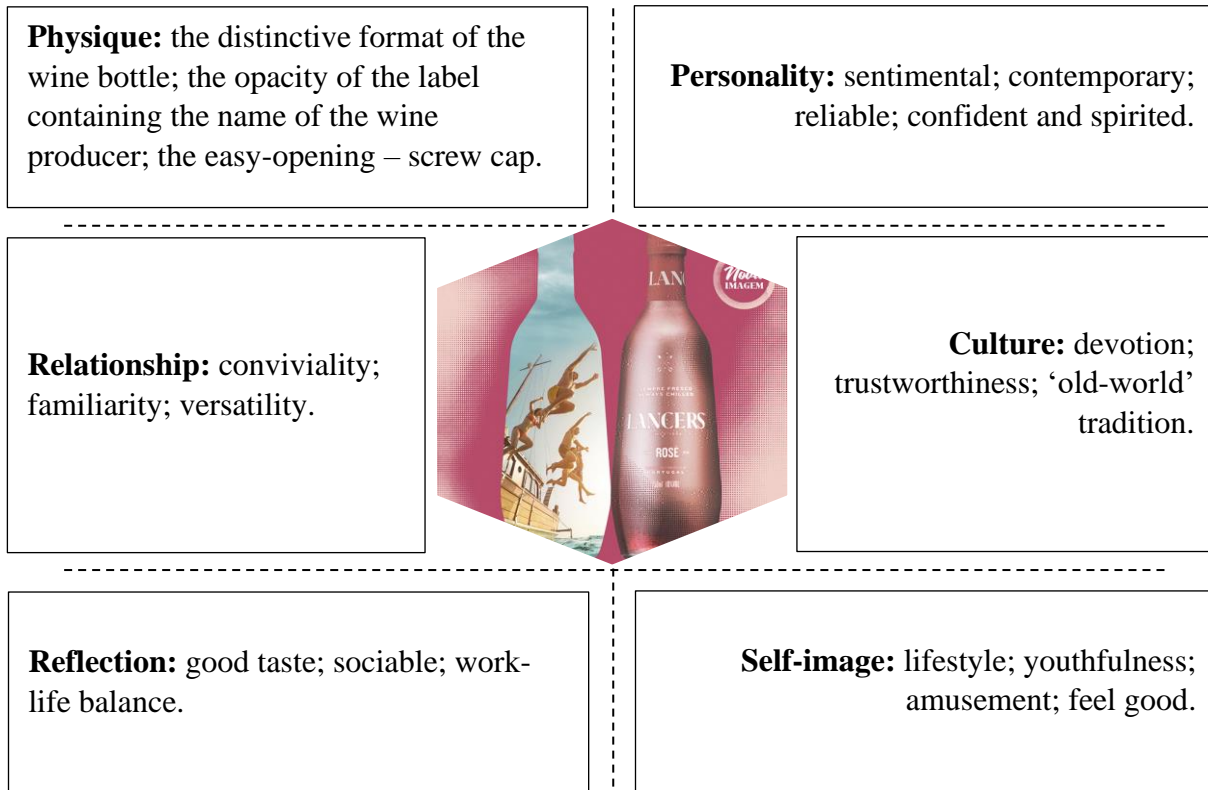 Physique: the distinctive format of the
wine bottle; the opacity of the label
containing the name of the wine
producer; the easy-opening – screw cap.
Personality: sentimental; contemporary;
reliable; confident and spirited.
Relationship: conviviality;
familiarity; versatility.
LANC
IMAGEM
LANCERS
ROSÉ
PORTUGAL
Culture: devotion;
trustworthiness; ‘old-world’
tradition.
Reflection: good taste; sociable; work-
life balance.
Self-image: lifestyle; youthfulness;
amusement; feel good.